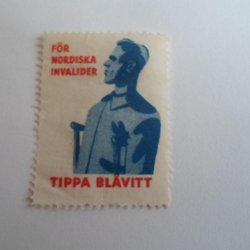 FÖR
NORDISKA
INVALIDER
TIPPA BLÅVITT